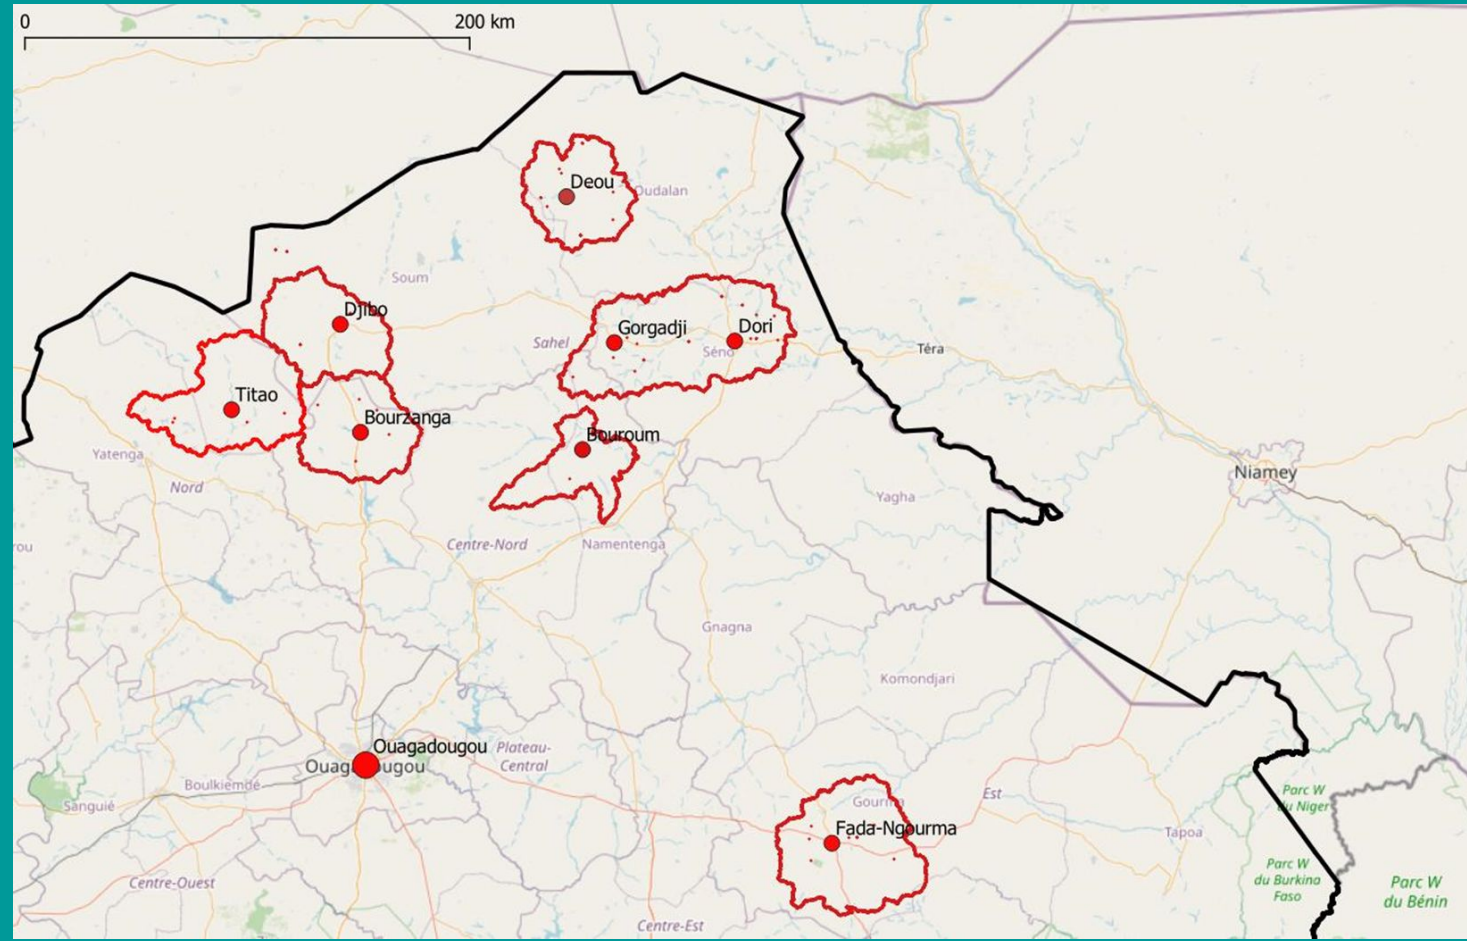 0
200 km
Deou
Oudalan
Soum
Djibo
Gorgadji
Dori
Sahel
Séno
Téra
Titao
Bourzanga
Bouroum
Yatenga
Niamey
Nord
Yagha
rou
Centre-Nord
Namentenga
Gnagna
Komondjari
Ouagadougou
Ouagadougou
Plateau-
Central
Boulkiemdé
Sanguié
Gourma
Est
Parc W
du Niger
Fada-Ngourma
Tapoa
Centre-Ouest
Parc W
du Burkina
Faso
Parc W
du Bénin
Centre-Est